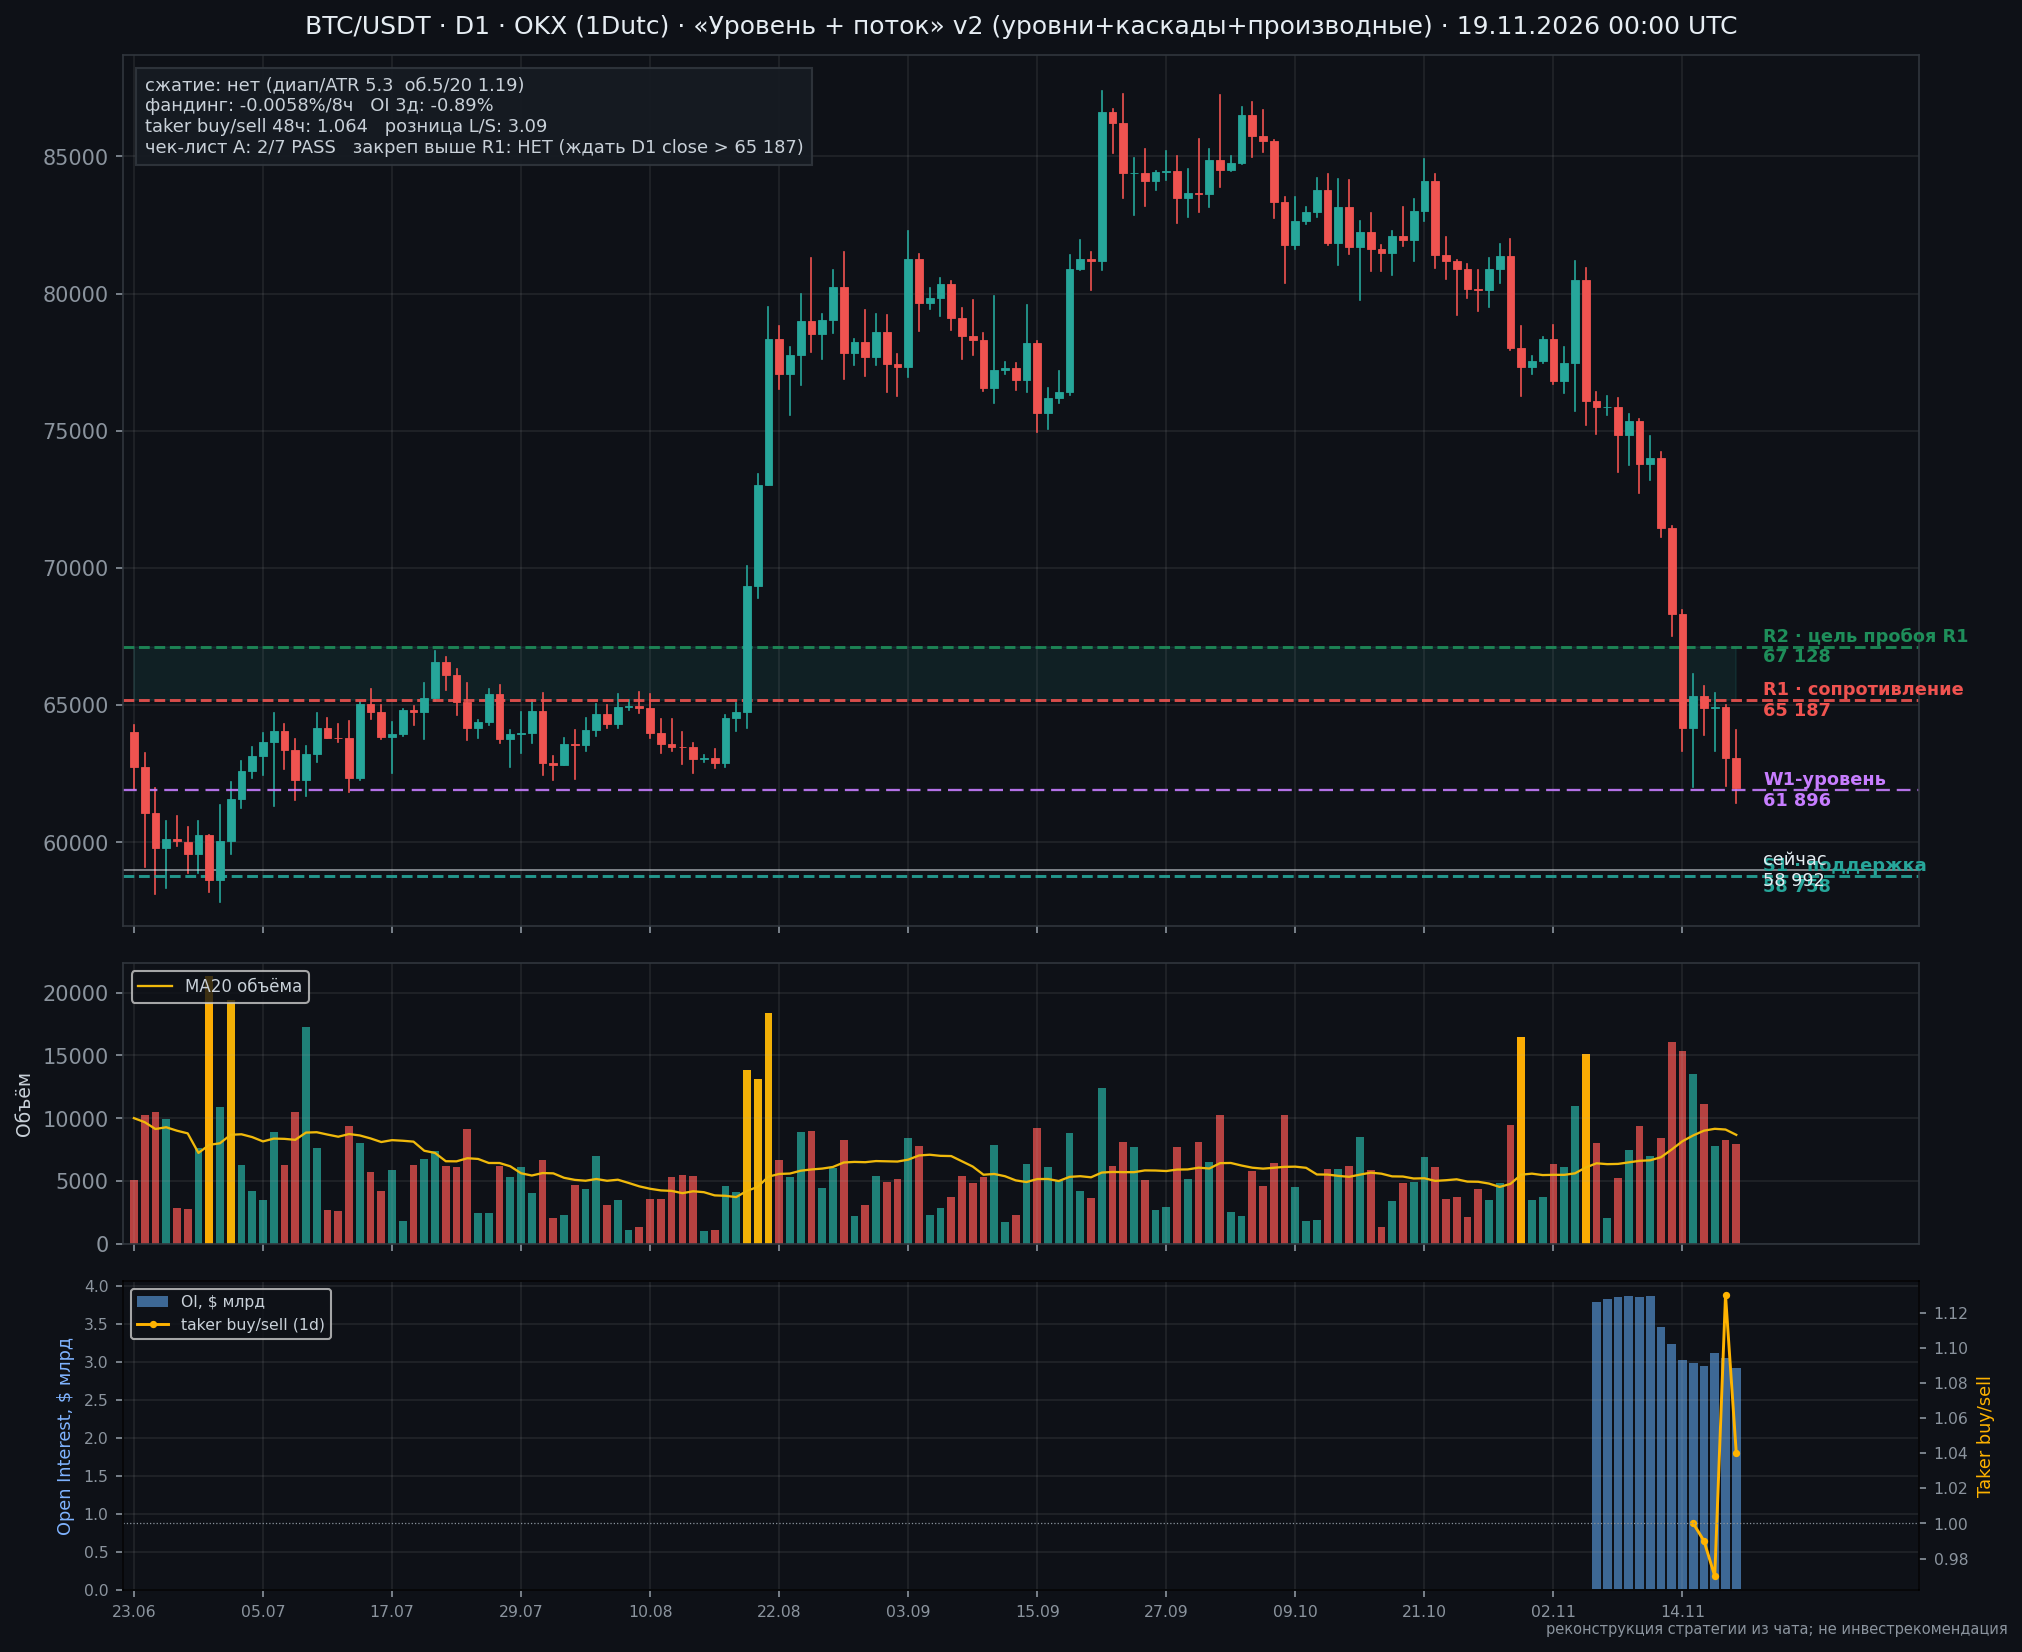 BTC/USDT · D1 · OKX (1Dutc) · «Уровень + поток» v2 (уровни+каскады+производные) · 19.11.2026 00:00 UTC
сжатие: нет (диап/ATR 5.3  об.5/20 1.19)
фандинг: -0.0058%/8ч   OI 3д: -0.89%
taker buy/sell 48ч: 1.064   розница L/S: 3.09
чек-лист A: 2/7 PASS   закреп выше R1: НЕТ (ждать D1 close > 65 187)
85000
80000
75000
70000
65000
60000
R2 · цель пробоя R1
67 128
R1 · сопротивление
65 187
W1-уровень
61 896
сейчас
58 992
поддержка
MA20 объёма
Объём
20000
15000
10000
5000
0
OI, $ млрд
taker buy/sell (1d)
Open Interest, $ млрд
4.0
3.5
3.0
2.5
2.0
1.5
1.0
0.5
0.0
1.12
1.10
1.08
1.06
1.04
1.02
1.00
0.98
Taker buy/sell
23.06
05.07
17.07
29.07
10.08
22.08
03.09
15.09
27.09
09.10
21.10
02.11
14.11
реконструкция стратегии из чата; не инвестрекомендация